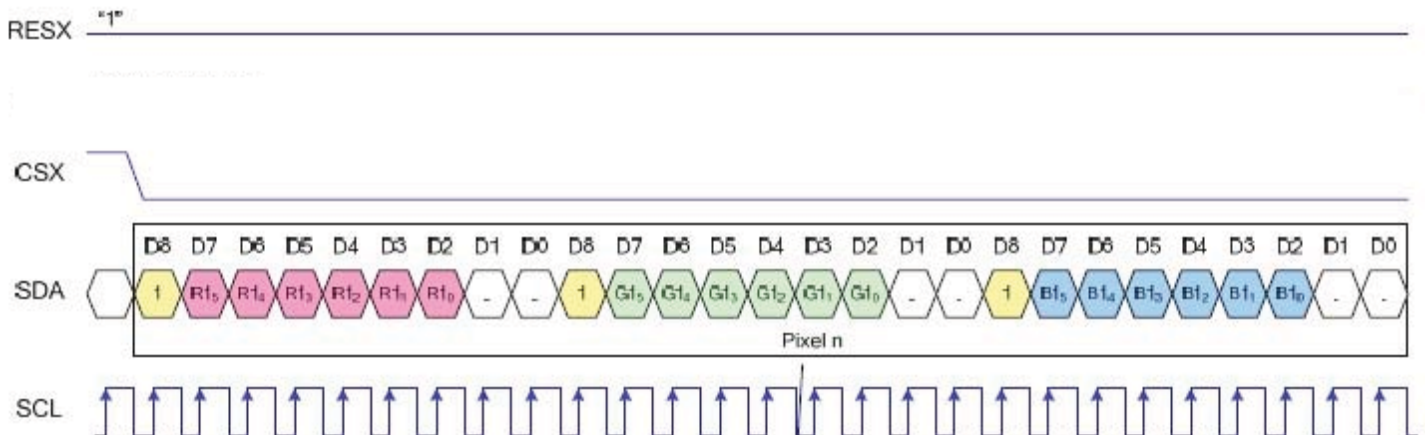 "1"
RESX
CSX
D8 D7 D6 D5 D4 D3 D2 D1 D0 D8 D7 D6 D5 D4 D3 D2 D1 D0 D8 D7 D6 D5 D4 D3 D2 D1 D0
SDA 1 R1₅ R1₄ R1₃ R1₂ R1₁ R1₀ - - 1 G1₅ G1₄ G1₃ G1₂ G1₁ G1₀ - - 1 B1₅ B1₄ B1₃ B1₂ B1₁ B1₀ - -
Pixel n
SCL